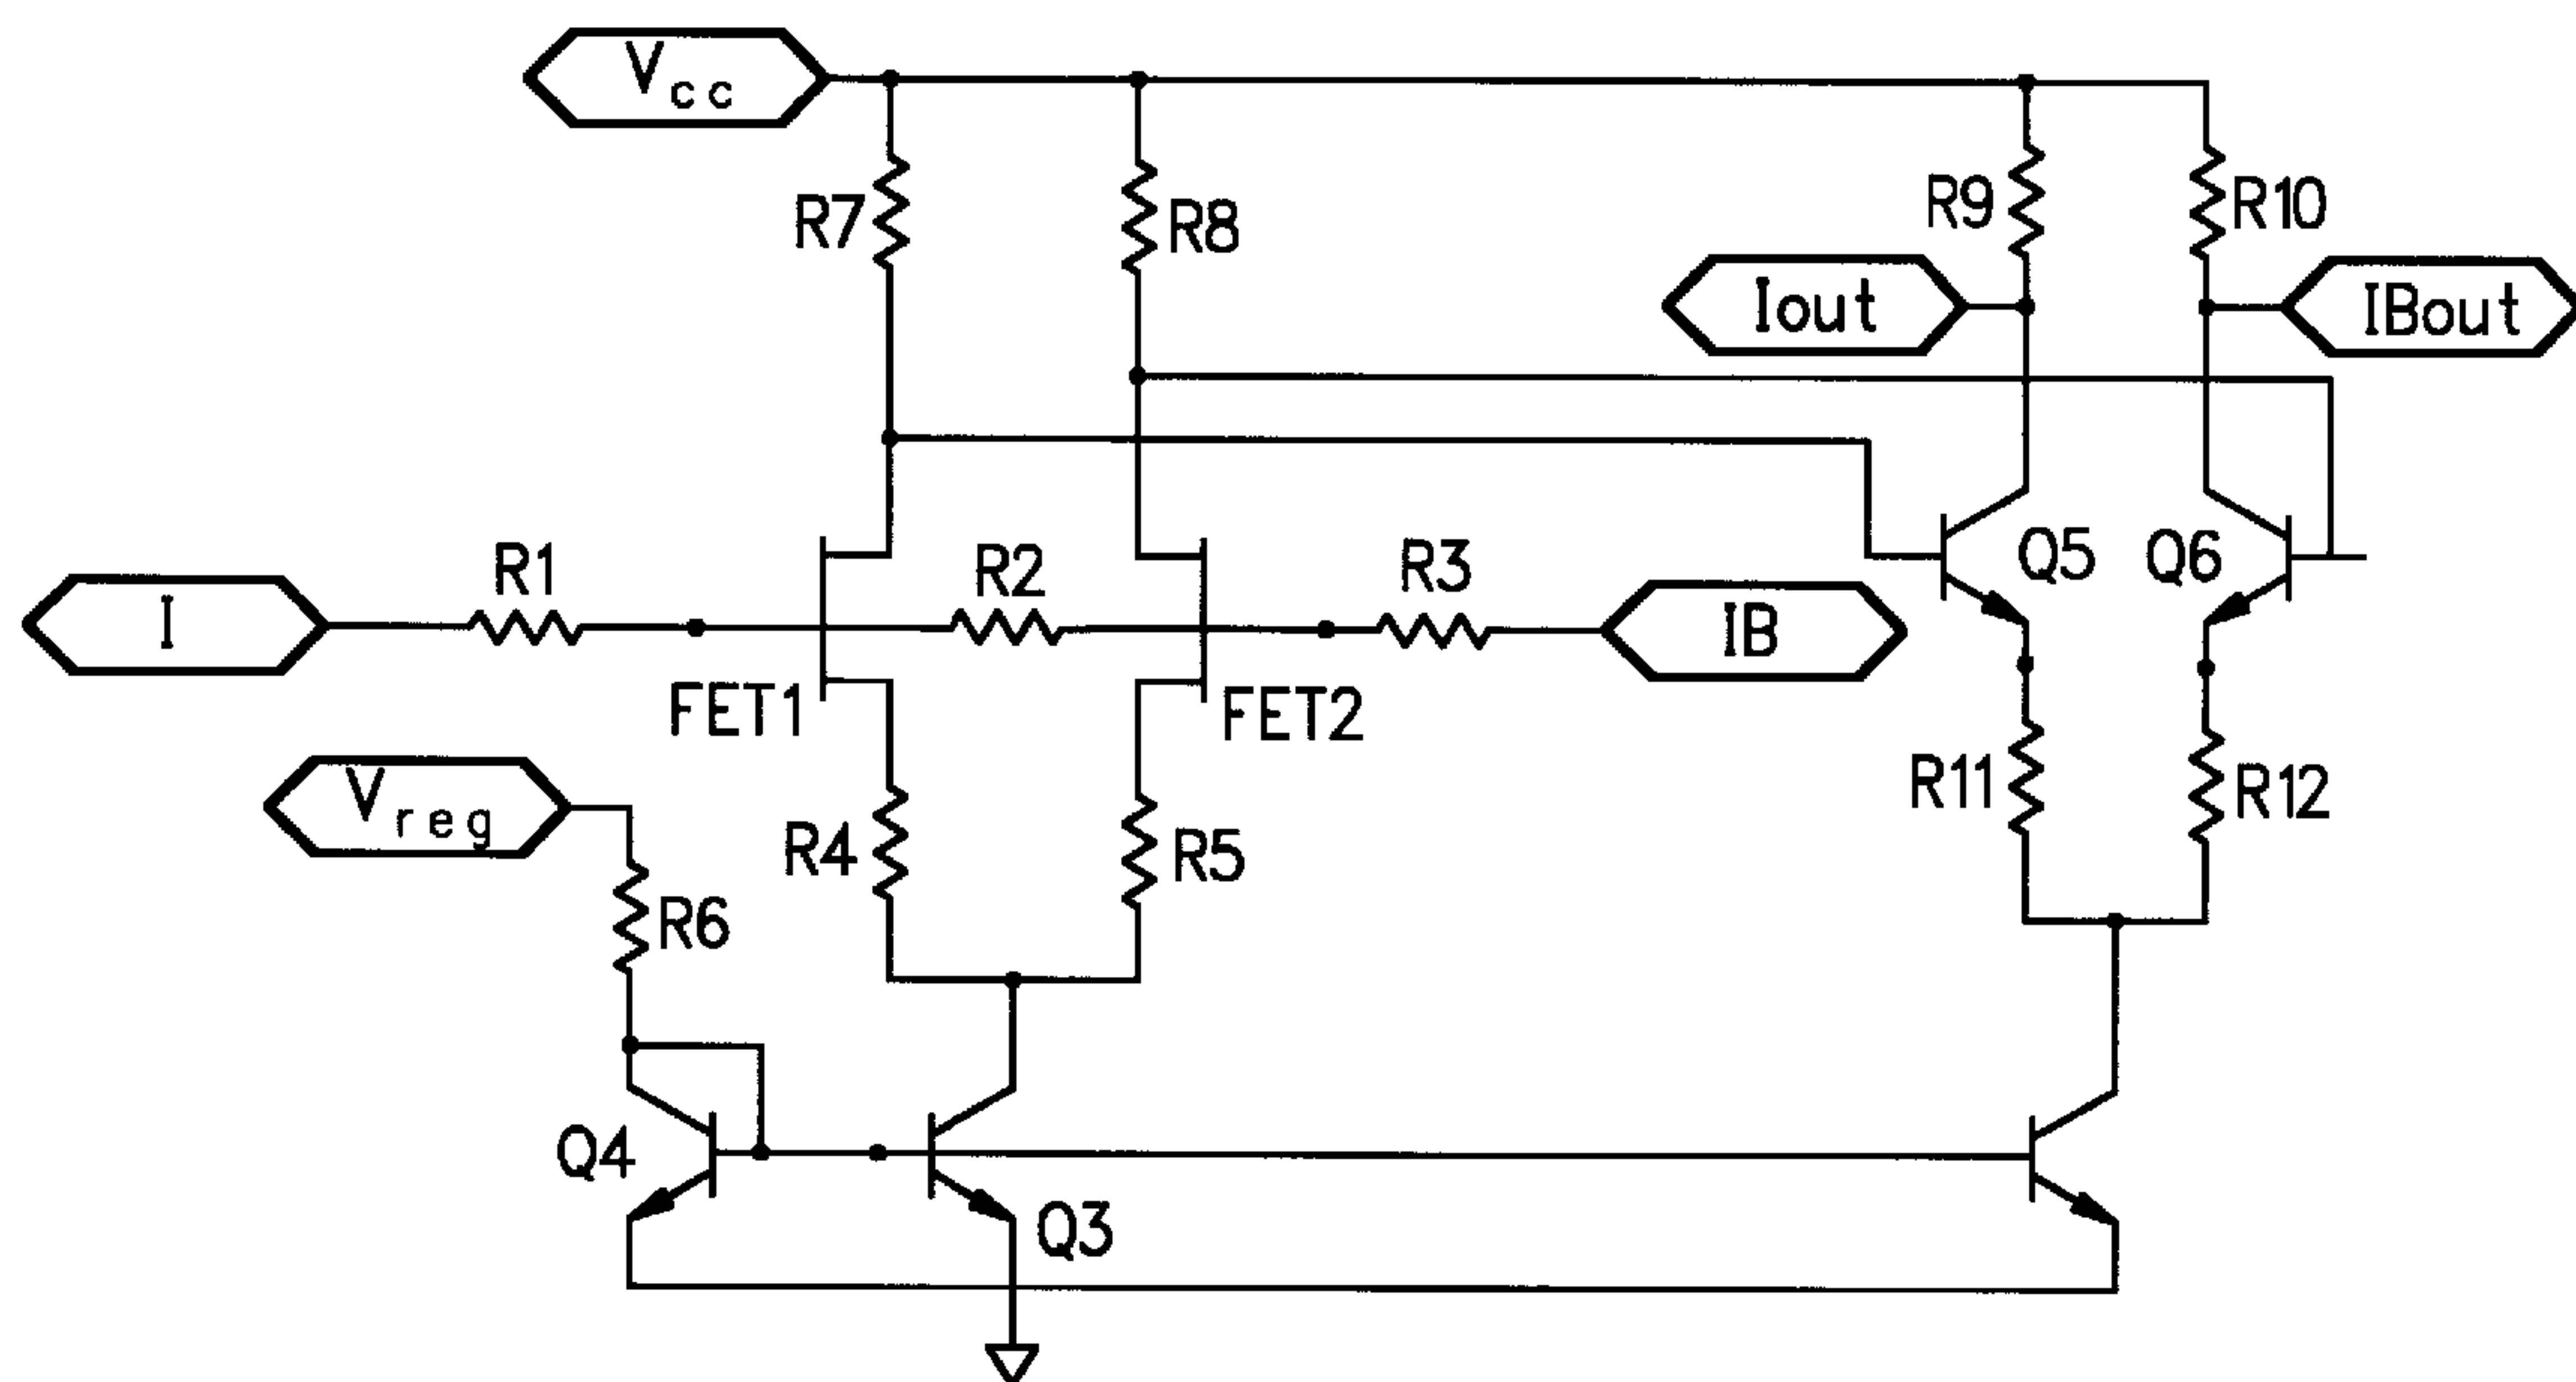 Vcc
R7
R8
R9
R10
Iout
IBout
R1
R2
R3
Q5
Q6
I
IB
FET1
FET2
Vreg
R4
R5
R11
R12
R6
Q4
Q3